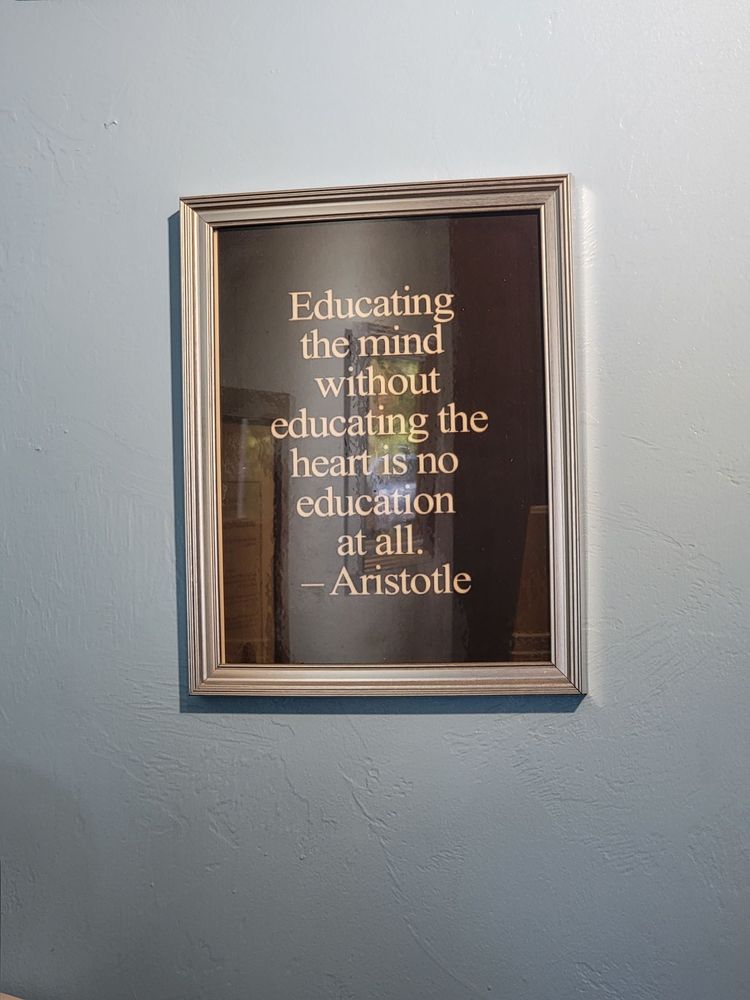 Educating
the mind
without
educating the
heart is no
education
at all.
– Aristotle